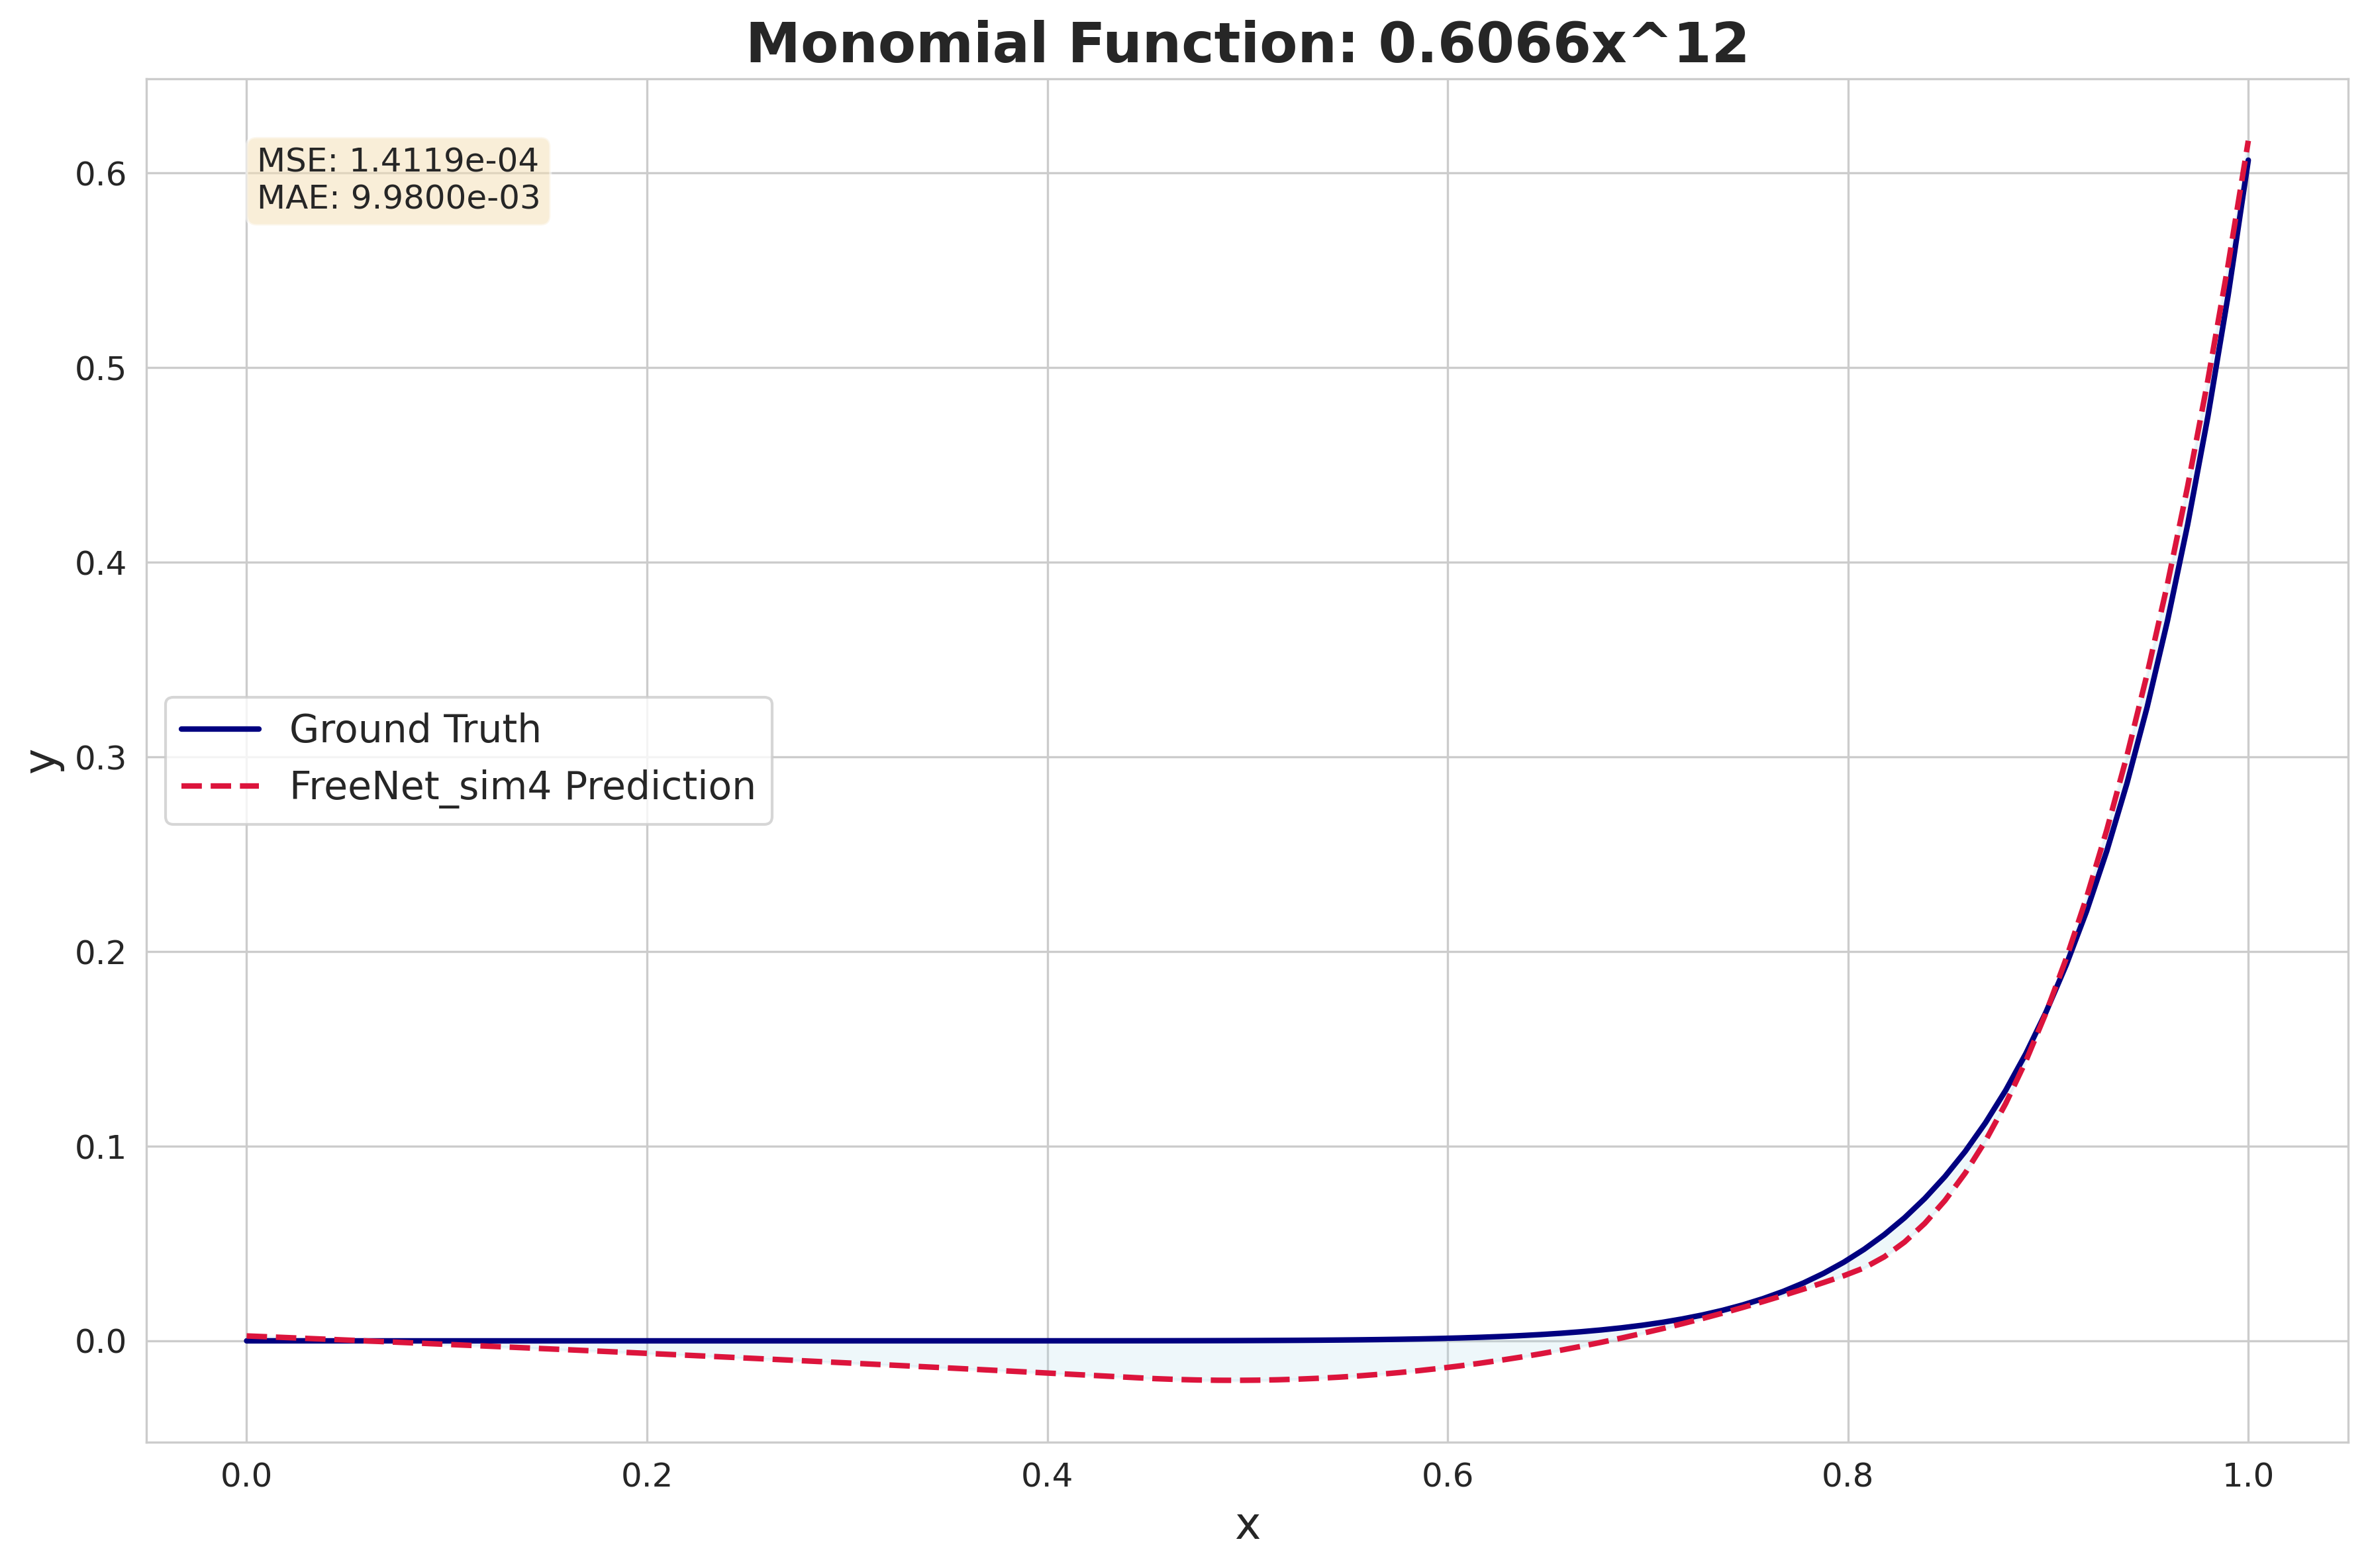 Monomial Function: 0.6066x^12
MSE: 1.4119e-04
MAE: 9.9800e-03
0.6
0.5
0.4
0.3
0.2
0.1
0.0
y
Ground Truth
FreeNet_sim4 Prediction
0.0 0.2 0.4 0.6 0.8 1.0
x